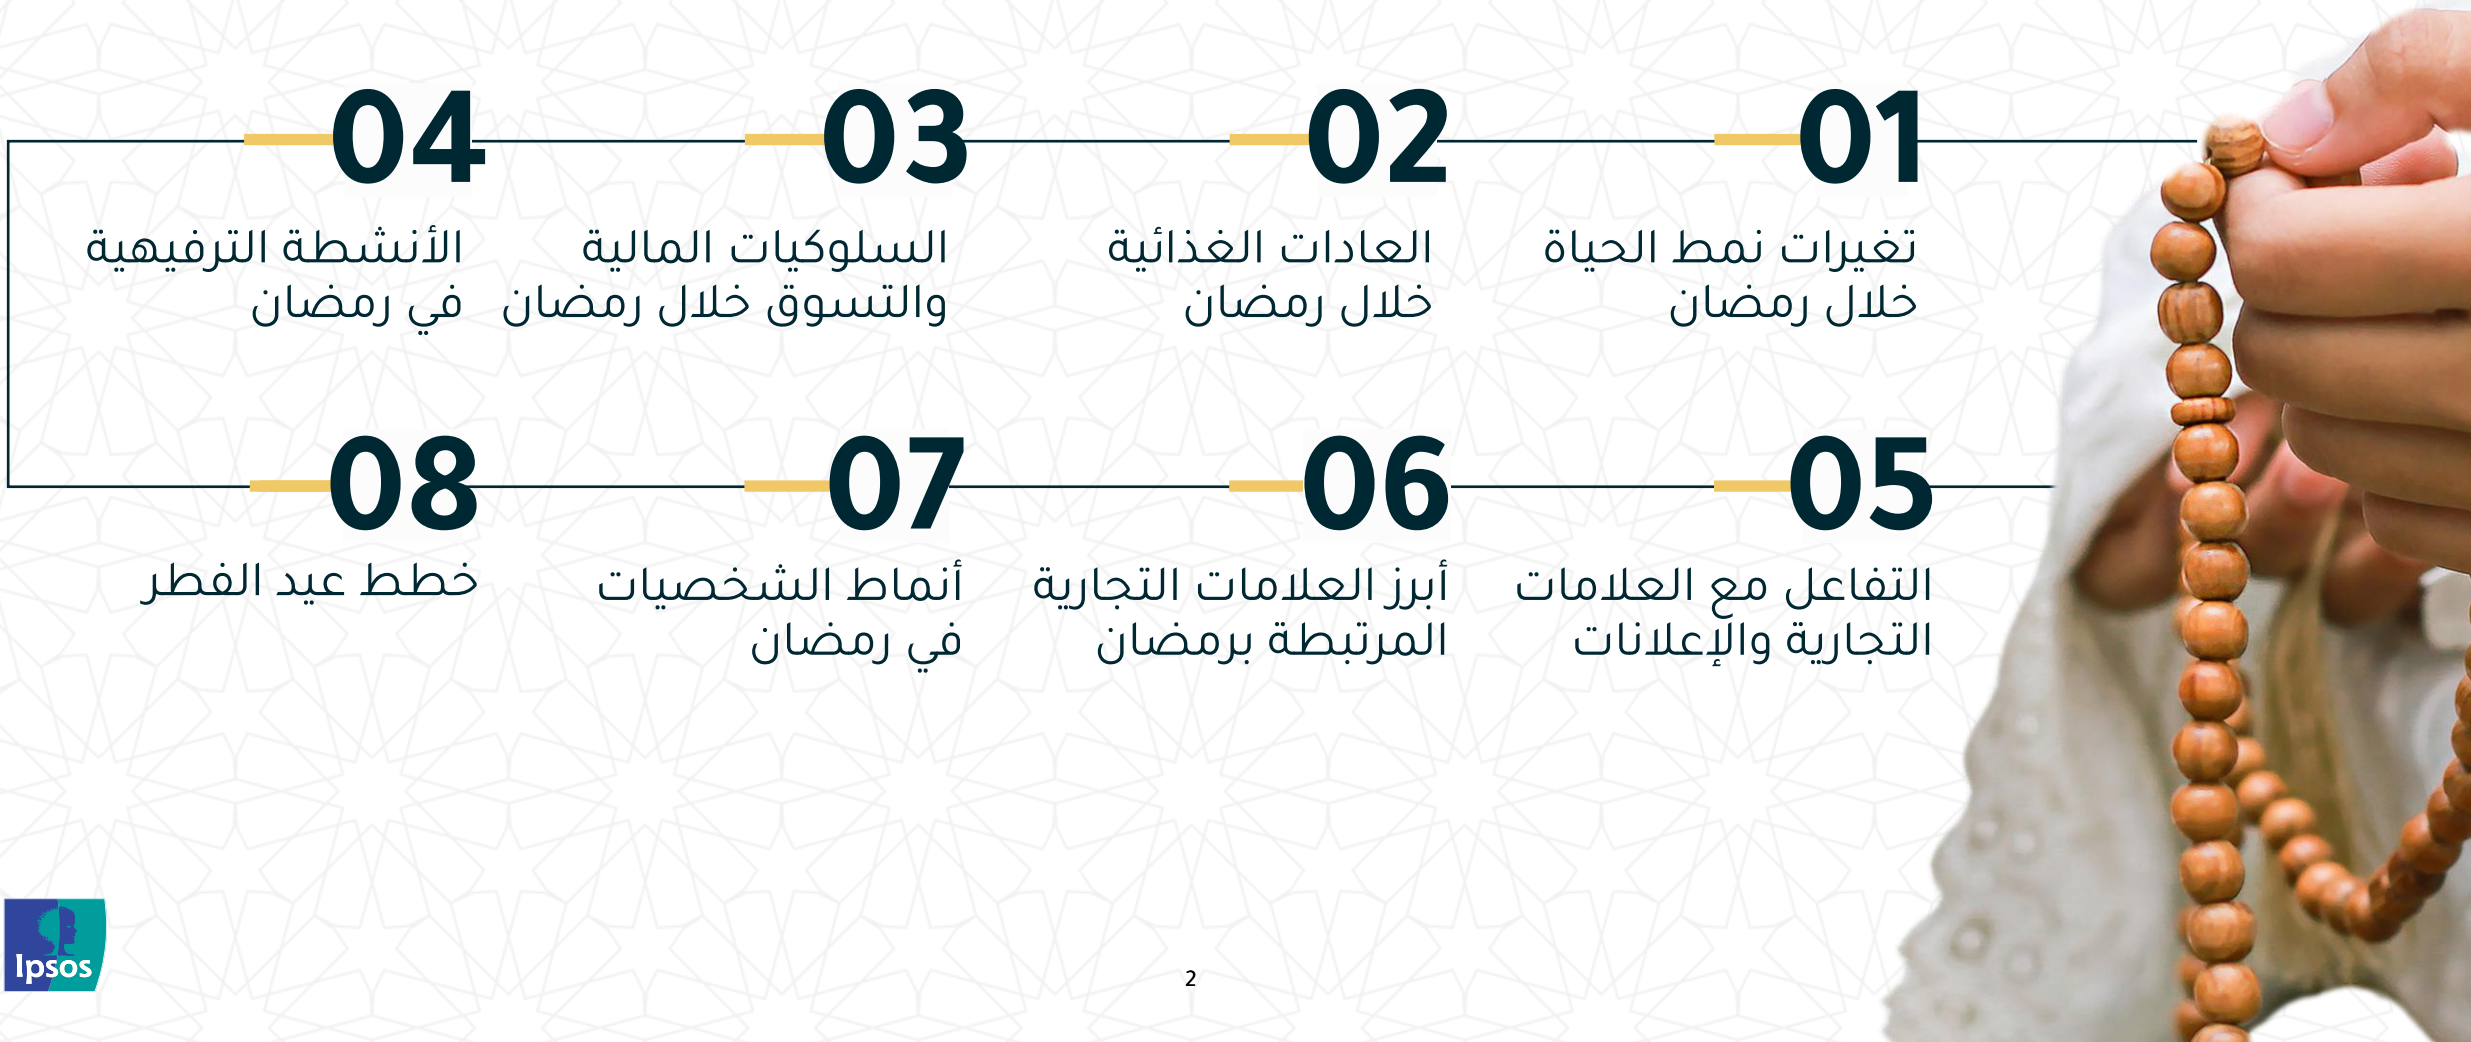 01
تغيرات نمط الحياة
خلال رمضان
02
العادات الغذائية
خلال رمضان
03
السلوكيات المالية
والتسوق خلال رمضان
04
الأنشطة الترفيهية
في رمضان
05
التفاعل مع العلامات
التجارية والإعلانات
06
أبرز العلامات التجارية
المرتبطة برمضان
07
أنماط الشخصيات
في رمضان
08
خطط عيد الفطر
Ipsos
2